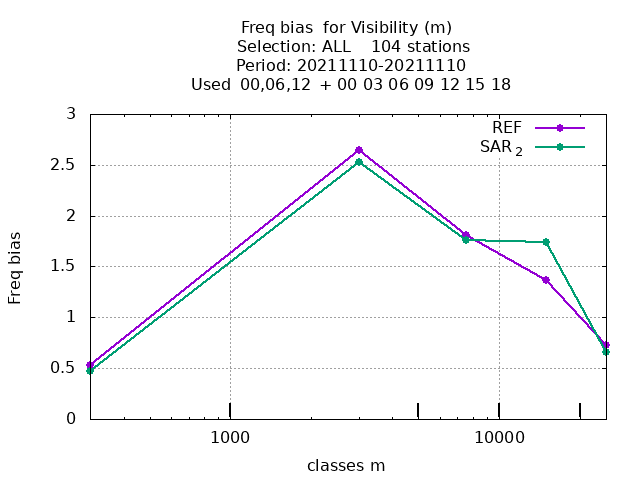 Freq bias for Visibility (m)
Selection: ALL 104 stations
Period: 20211110-20211110
Used 00,06,12 + 00 03 06 09 12 15 18
REF
SAR 2
3
2.5
2
1.5
1
0.5
0
Freq bias
1000
10000
classes m